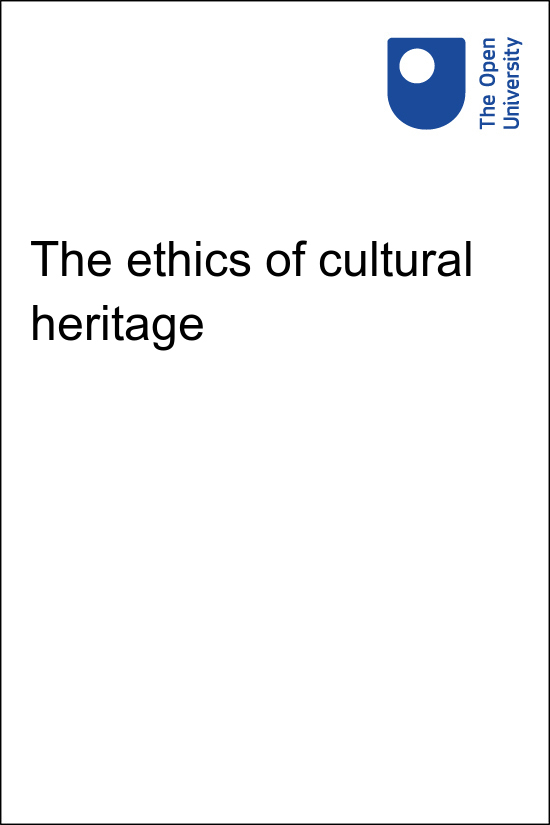 The Open
University
The ethics of cultural
heritage